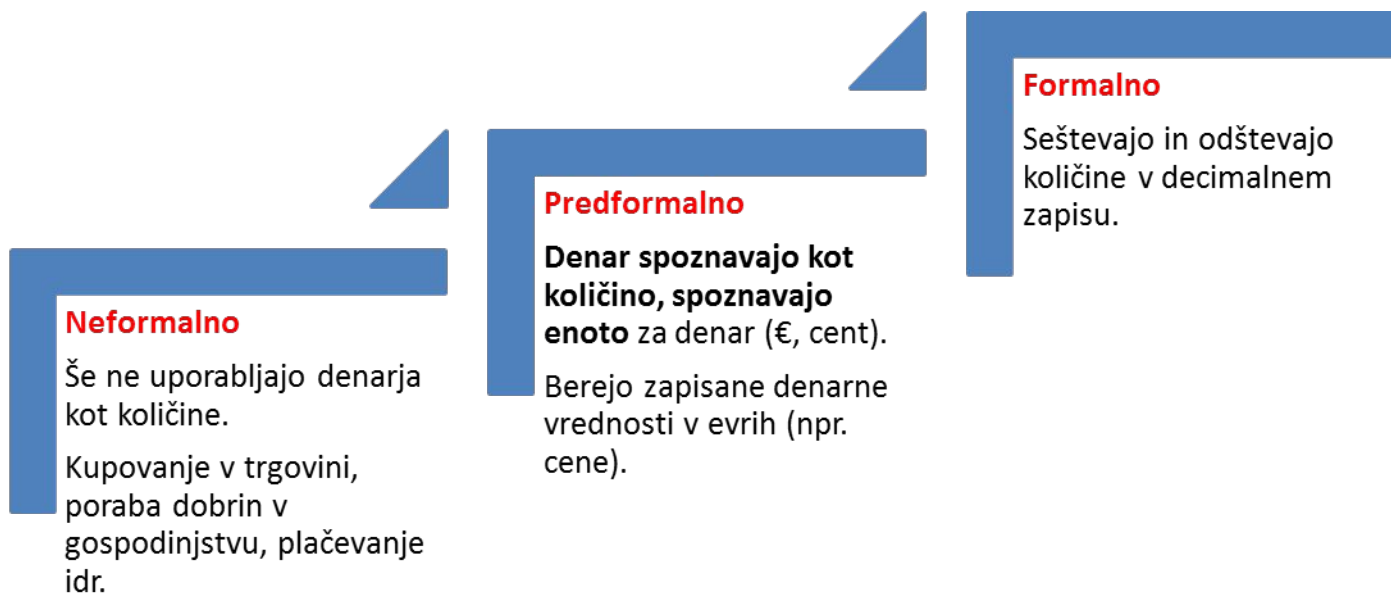 Neformalno
Še ne uporabljajo denarja
kot količine.
Kupovanje v trgovini,
poraba dobrin v
gospodinjstvu, plačevanje
idr.
Predformalno
Denar spoznavajo kot
količino, spoznavajo
enoto za denar (€, cent).
Berejo zapisane denarne
vrednosti v evrih (npr.
cene).
Formalno
Seštevajo in odštevajo
količine v decimalnem
zapisu.